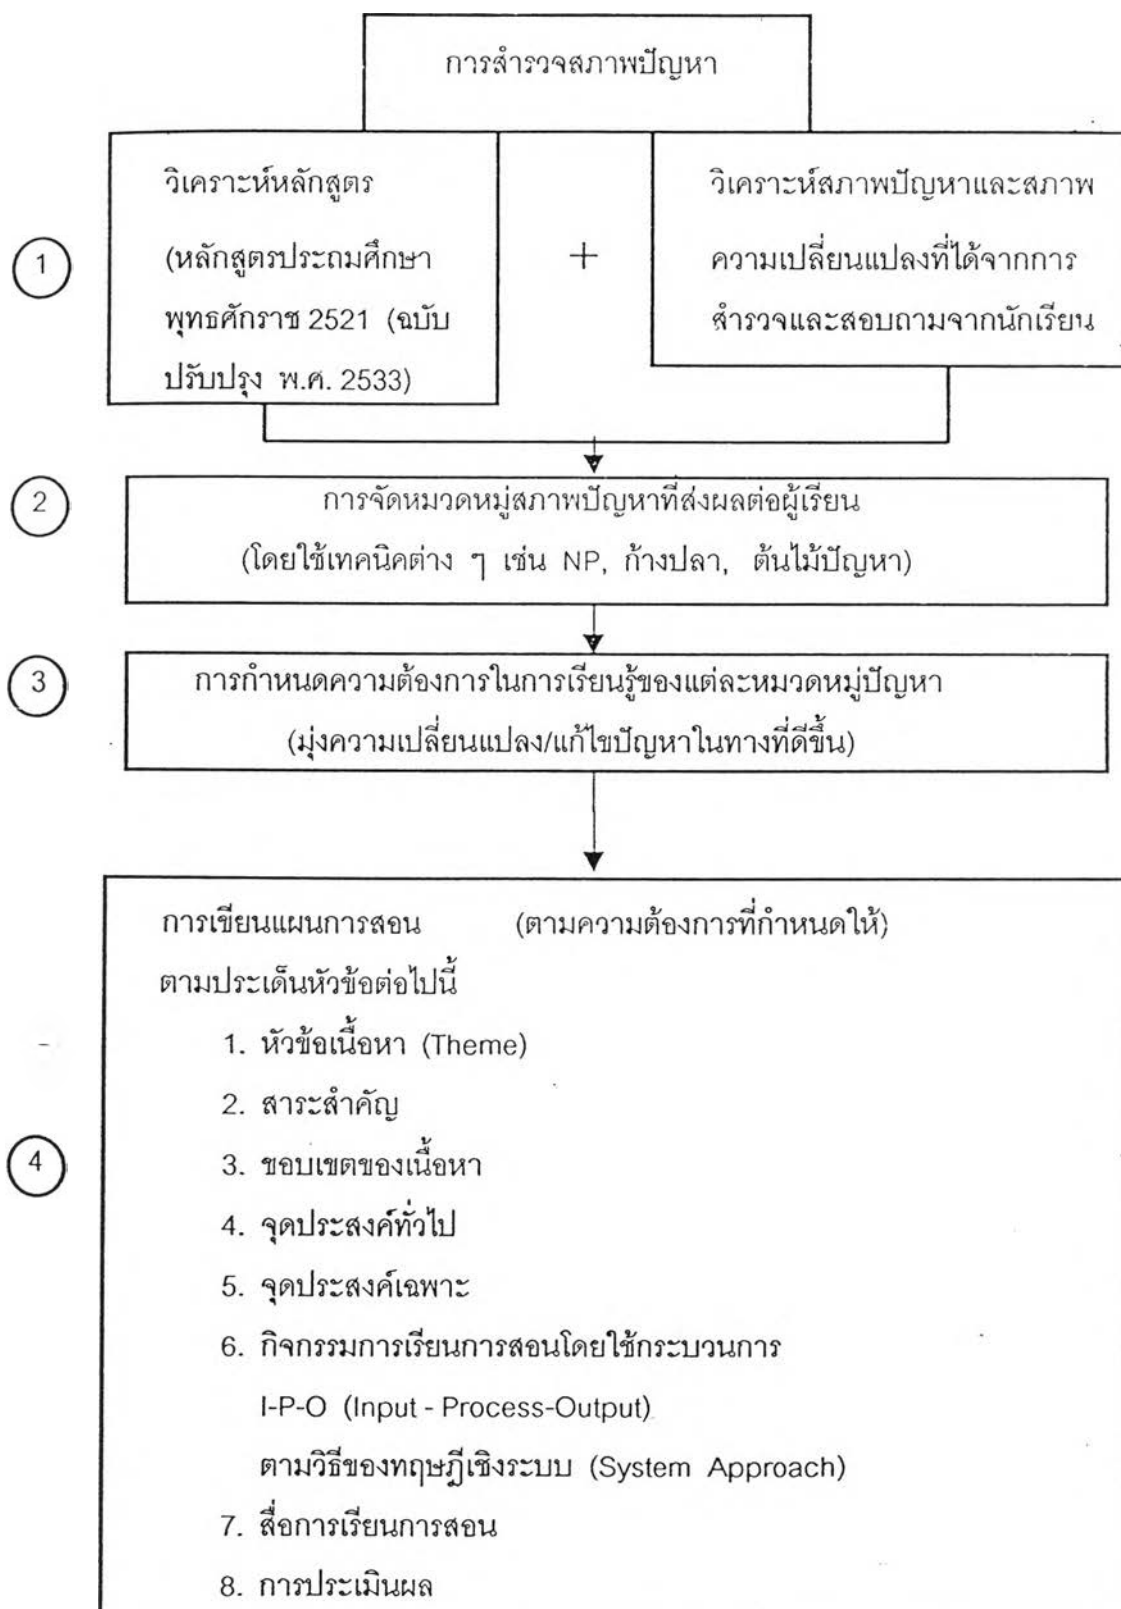 การสำรวจสภาพปัญหา
วิเคราะห์หลักสูตร
(หลักสูตรประถมศึกษา
พุทธศักราช 2521 (ฉบับ
ปรับปรุง พ.ศ. 2533)
+
วิเคราะห์สภาพปัญหาและสภาพ
ความเปลี่ยนแปลงที่ได้จากการ
สำรวจและสอบถามจากนักเรียน
1
2
การจัดหมวดหมู่สภาพปัญหาที่ส่งผลต่อผู้เรียน
(โดยใช้เทคนิคต่าง ๆ เช่น NP, ก้างปลา, ต้นไม้ปัญหา)
3
การกำหนดความต้องการในการเรียนรู้ของแต่ละหมวดหมู่ปัญหา
(มุ่งความเปลี่ยนแปลง/แก้ไขปัญหาในทางที่ดีขึ้น)
4
การเขียนแผนการสอน (ตามความต้องการที่กำหนดให้)
ตามประเด็นหัวข้อต่อไปนี้
1. หัวข้อเนื้อหา (Theme)
2. สาระสำคัญ
3. ขอบเขตของเนื้อหา
4. จุดประสงค์ทั่วไป
5. จุดประสงค์เฉพาะ
6. กิจกรรมการเรียนการสอนโดยใช้กระบวนการ
I-P-O (Input - Process-Output)
ตามวิธีของทฤษฎีเชิงระบบ (System Approach)
7. สื่อการเรียนการสอน
8. การประเมินผล